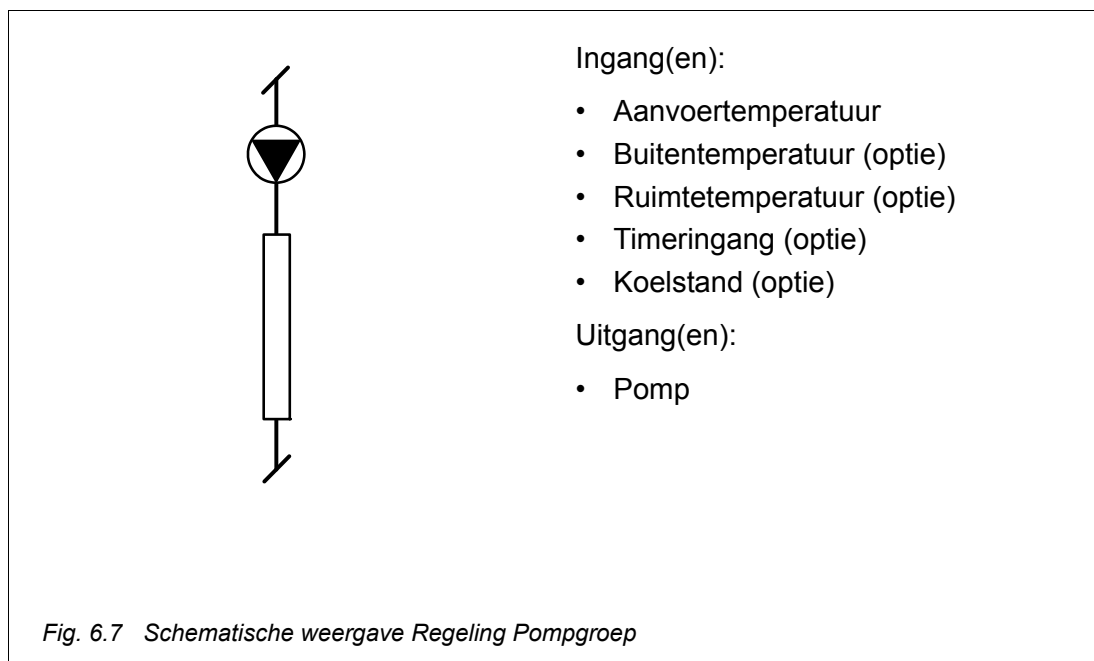 Ingang(en):
• Aanvoertemperatuur
• Buitentemperatuur (optie)
• Ruimtetemperatuur (optie)
• Timeringang (optie)
• Koelstand (optie)
Uitgang(en):
• Pomp
Fig. 6.7 Schematische weergave Regeling Pompgroep